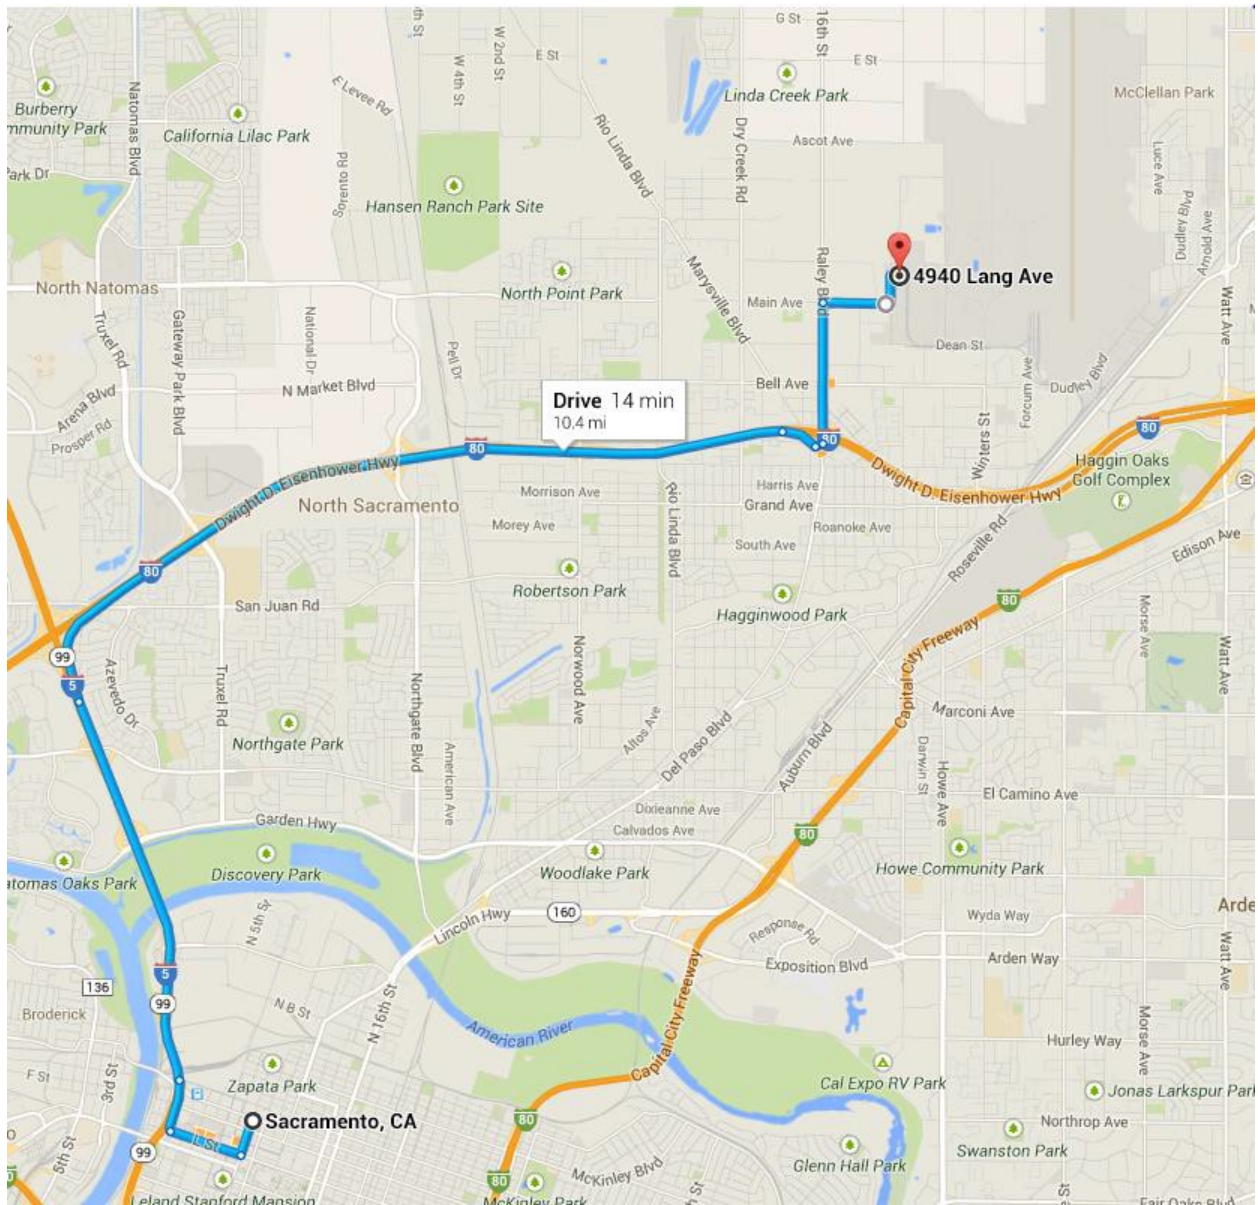 G St
16th St
W 2nd St
E St
E St
W 4th St
Linda Creek Park
McClellan Park
Burberry
mmunity Park
Natomas Blvd
California Lilac Park
E Levee Rd
Rio Linda Blvd
Dry Creek Rd
Ascot Ave
Luce Ave
Watt Ave
Park Dr
Sorento Rd
Hansen Ranch Park Site
Dudley Blvd
Arnold Ave
Raley Blvd
4940 Lang Ave
North Natomas
North Point Park
Marysville Blvd
Main Ave
Watt Ave
Truxel Rd
Gateway Park Blvd
National Dr
Pell Dr
Dean St
Forcum Ave
Dudley Blvd
N Market Blvd
Bell Ave
Arena Blvd
Prosper Rd
Drive 14 min
10.4 mi
80
80
80
Winters St
Dwight D. Eisenhower Hwy
Dwight D. Eisenhower Hwy
Haggin Oaks
Golf Complex
North Sacramento
Morrison Ave
Harris Ave
Grand Ave
Rio Linda Blvd
Morey Ave
Roanoke Ave
South Ave
Roseville Rd
Edison Ave
80
Robertson Park
Hagginwood Park
80
San Juan Rd
Morse Ave
Capital City Freeway
99
5
Azevedo Dr
Truxel Rd
Northgate Blvd
Norwood Ave
Watt Ave
Northgate Park
Altos Ave
Del Paso Blvd
Auburn Blvd
Marconi Ave
Darwin St
Howe Ave
American Ave
El Camino Ave
Dixieanne Ave
Garden Hwy
Calvados Ave
80
atomas Oaks Park
Discovery Park
Woodlake Park
Howe Community Park
N 5th St
Lincoln Hwy
160
Response Rd
Wyda Way
Arde
Exposition Blvd
Arden Way
Watt Ave
5
136
99
Broderick
N B St
N 16th St
American River
Capital City Freeway
Hurley Way
Morse Ave
F St
3rd St
Zapata Park
Cal Expo RV Park
Jonas Larkspur Park
Sacramento, CA
80
Northrop Ave
L St
99
5th St
Swanston Park
McKinley Blvd
Glenn Hall Park
80
Leland Stanford Mansion
McKinley Park
Fair Oaks Blvd